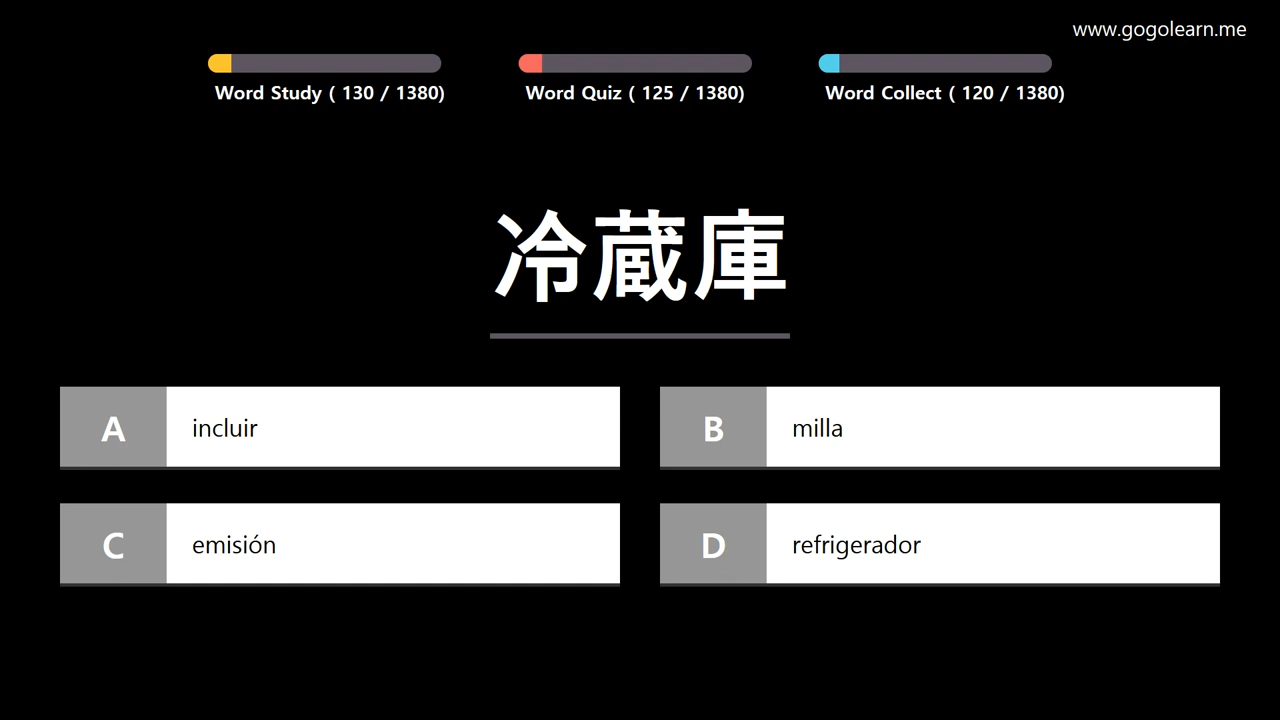 www.gogolearn.me
Word Study ( 130 / 1380)
Word Quiz ( 125 / 1380)
Word Collect ( 120 / 1380)
冷蔵庫
A incluir
B milla
C emisión
D refrigerador